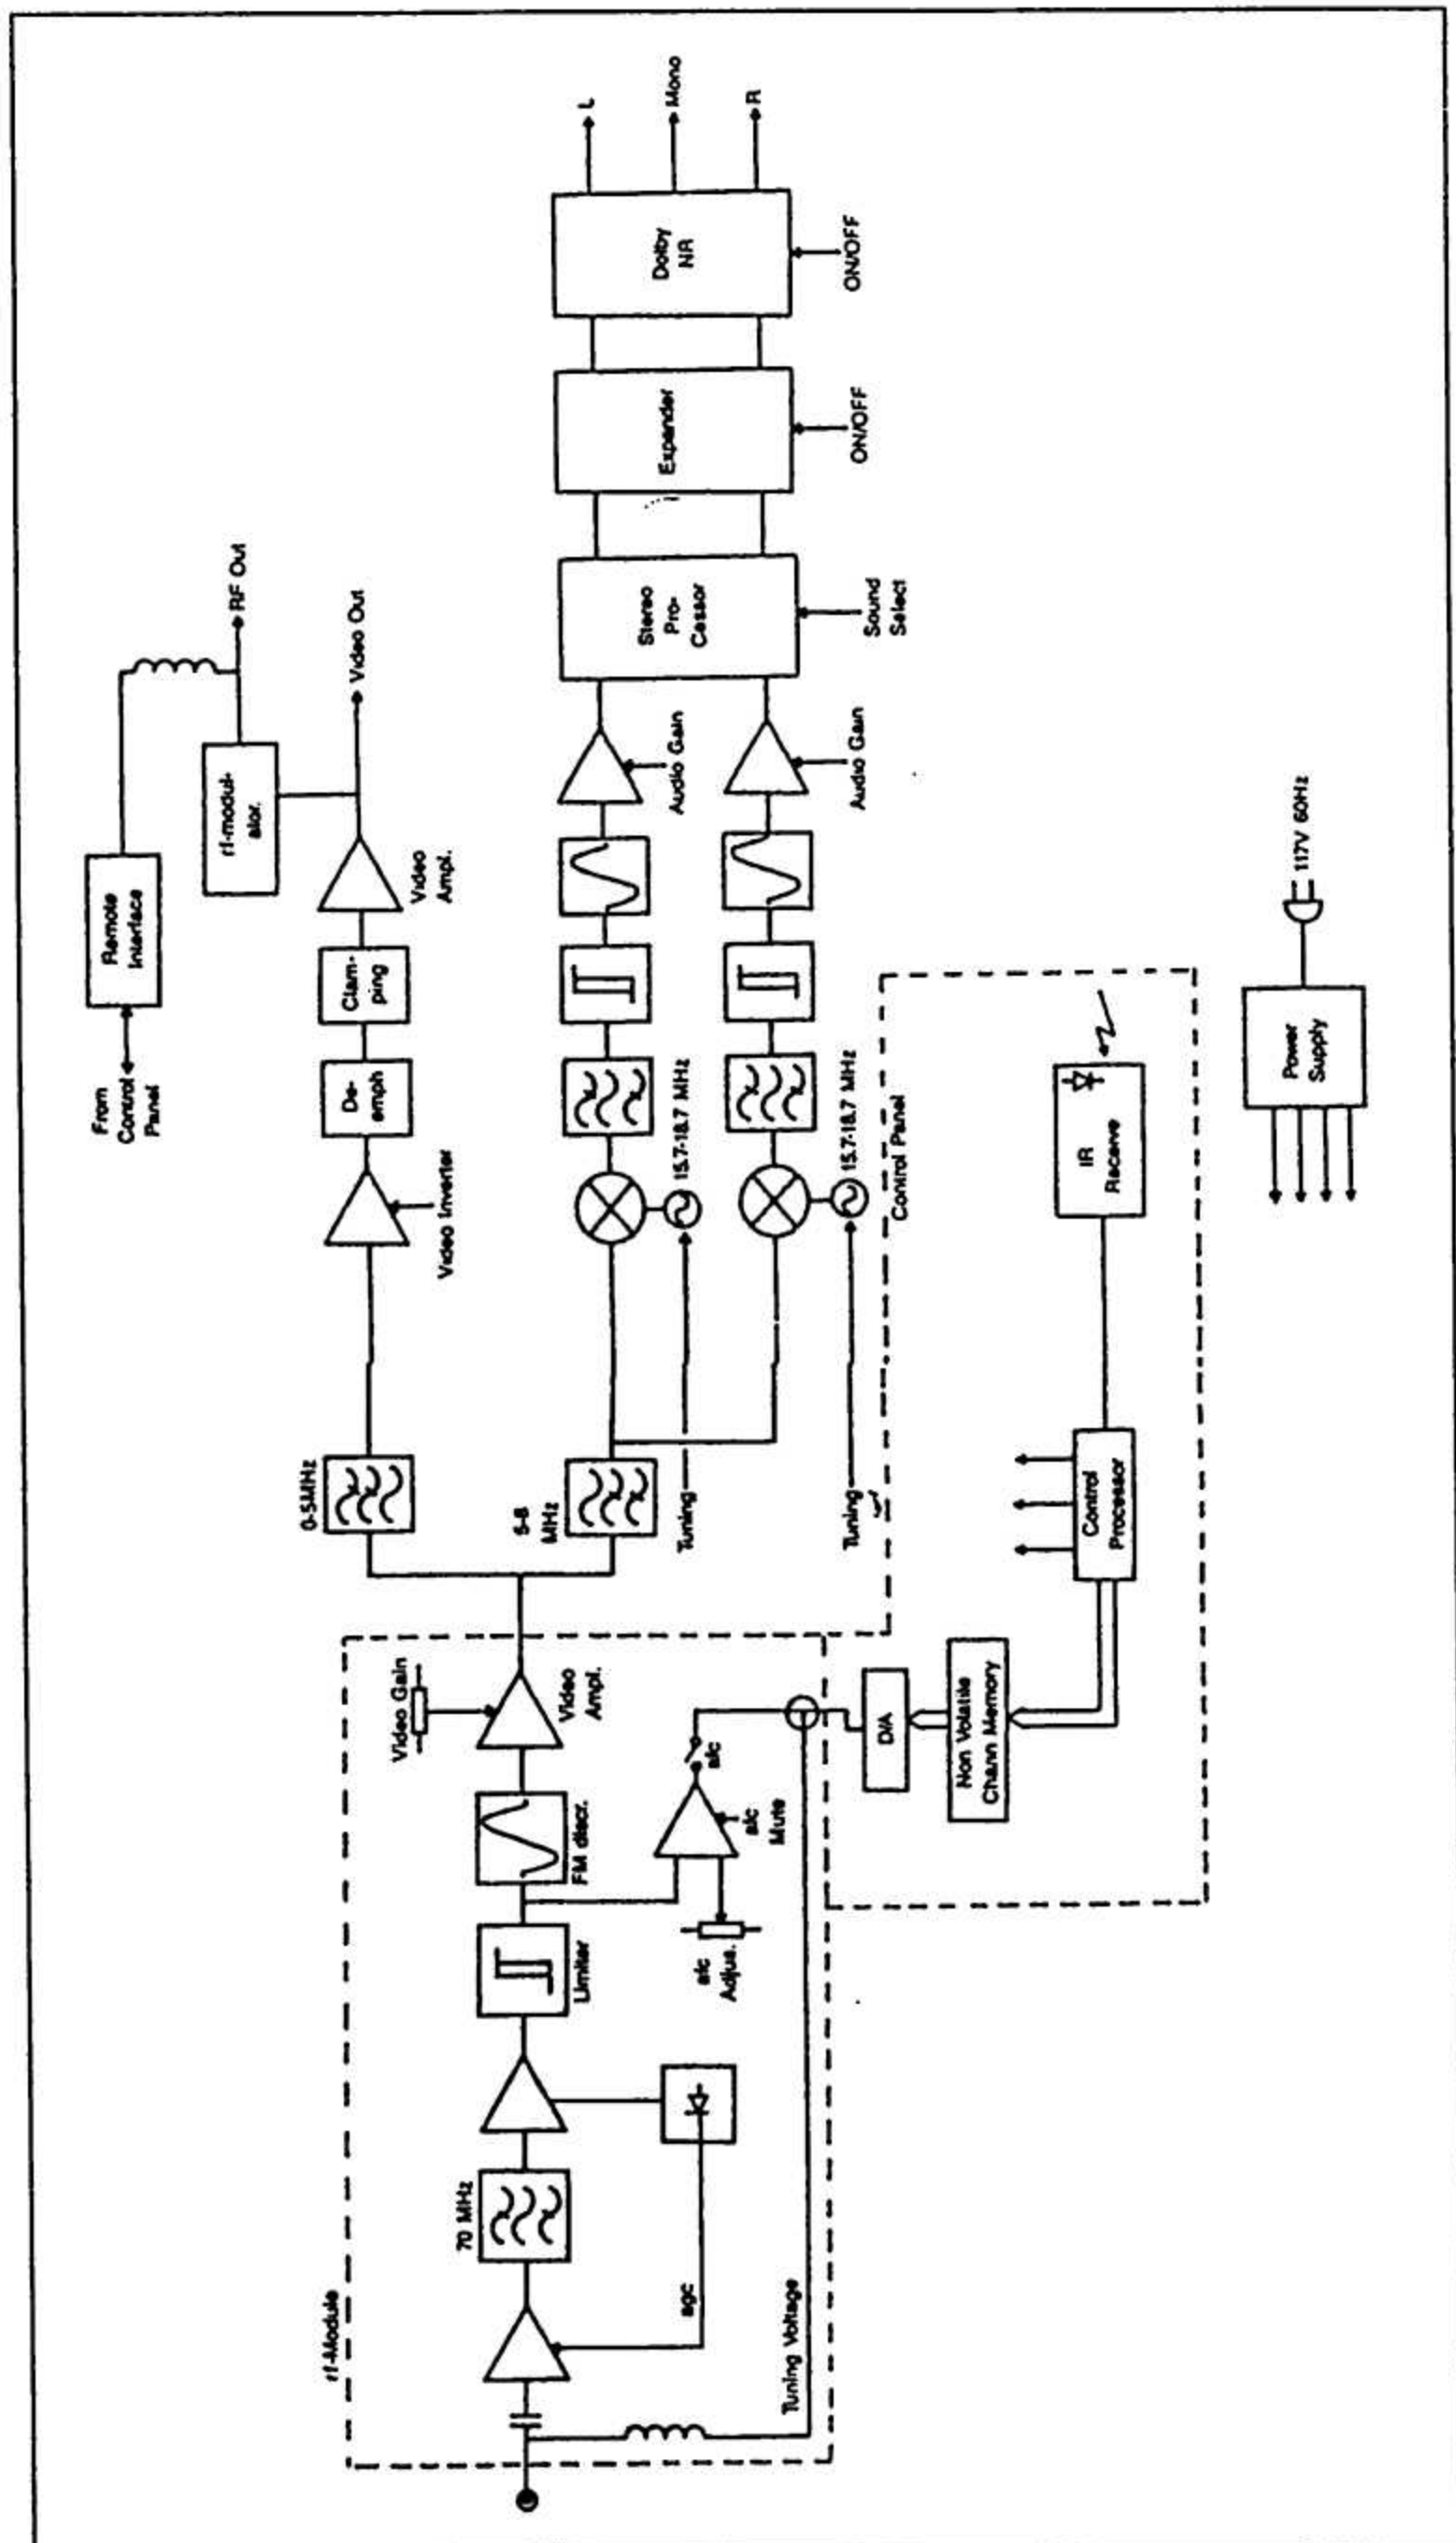 From
Control
Panel
Remote
Interface
rf-modul-
ator.
RF Out
0-5MHz
Video Inverter
De-
emph
Clam-
ping
Video
Ampl.
Video Out
rf-Module
70 MHz
agc
Limiter
FM discr.
Video Gain
Video
Ampl.
afc
Adjus.
afc
Mute
afc
Tuning Voltage
5-8
MHz
Tuning
15.7-18.7 MHz
Audio Gain
Tuning
15.7-18.7 MHz
Audio Gain
Stereo
Pro-
cessor
Sound
Select
Expander
ON/OFF
Dolby
NR
ON/OFF
L
Mono
R
Control Panel
D/A
Non Volatile
Chann Memory
Control
Processor
IR
Receive
Power
Supply
117V 60Hz